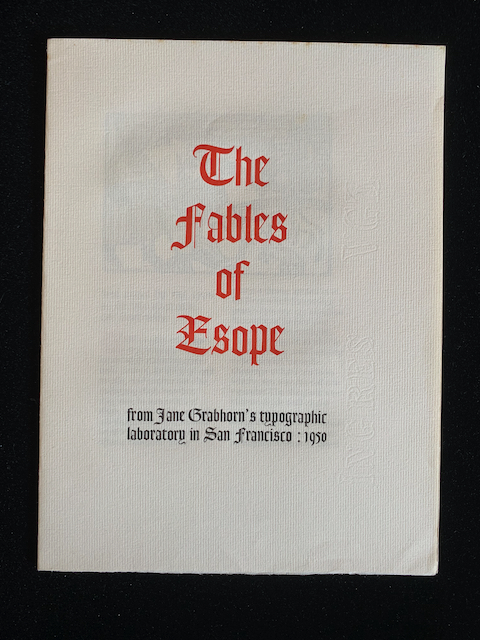 The
Fables
of
Esope
from Jane Grabhorn's typographic
laboratory in San Francisco : 1950